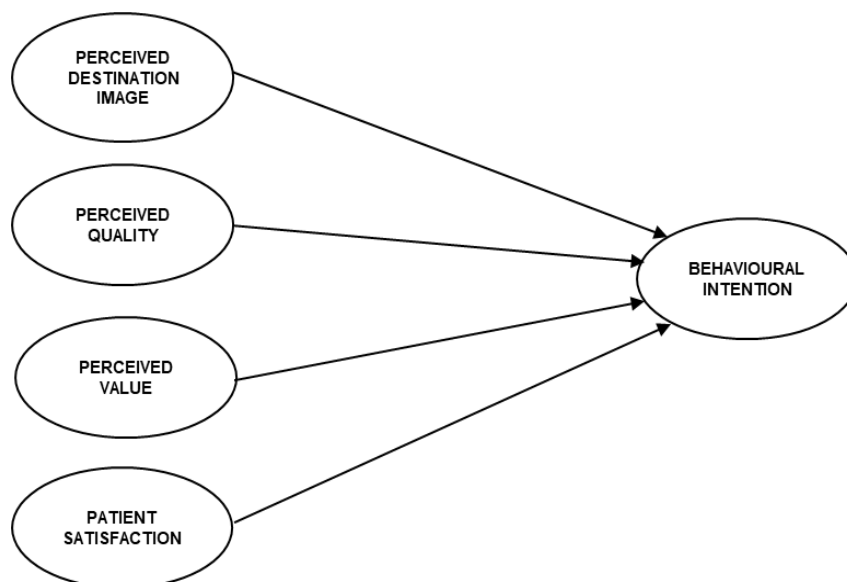 PERCEIVED
DESTINATION
IMAGE
PERCEIVED
QUALITY
PERCEIVED
VALUE
PATIENT
SATISFACTION
BEHAVIOURAL
INTENTION